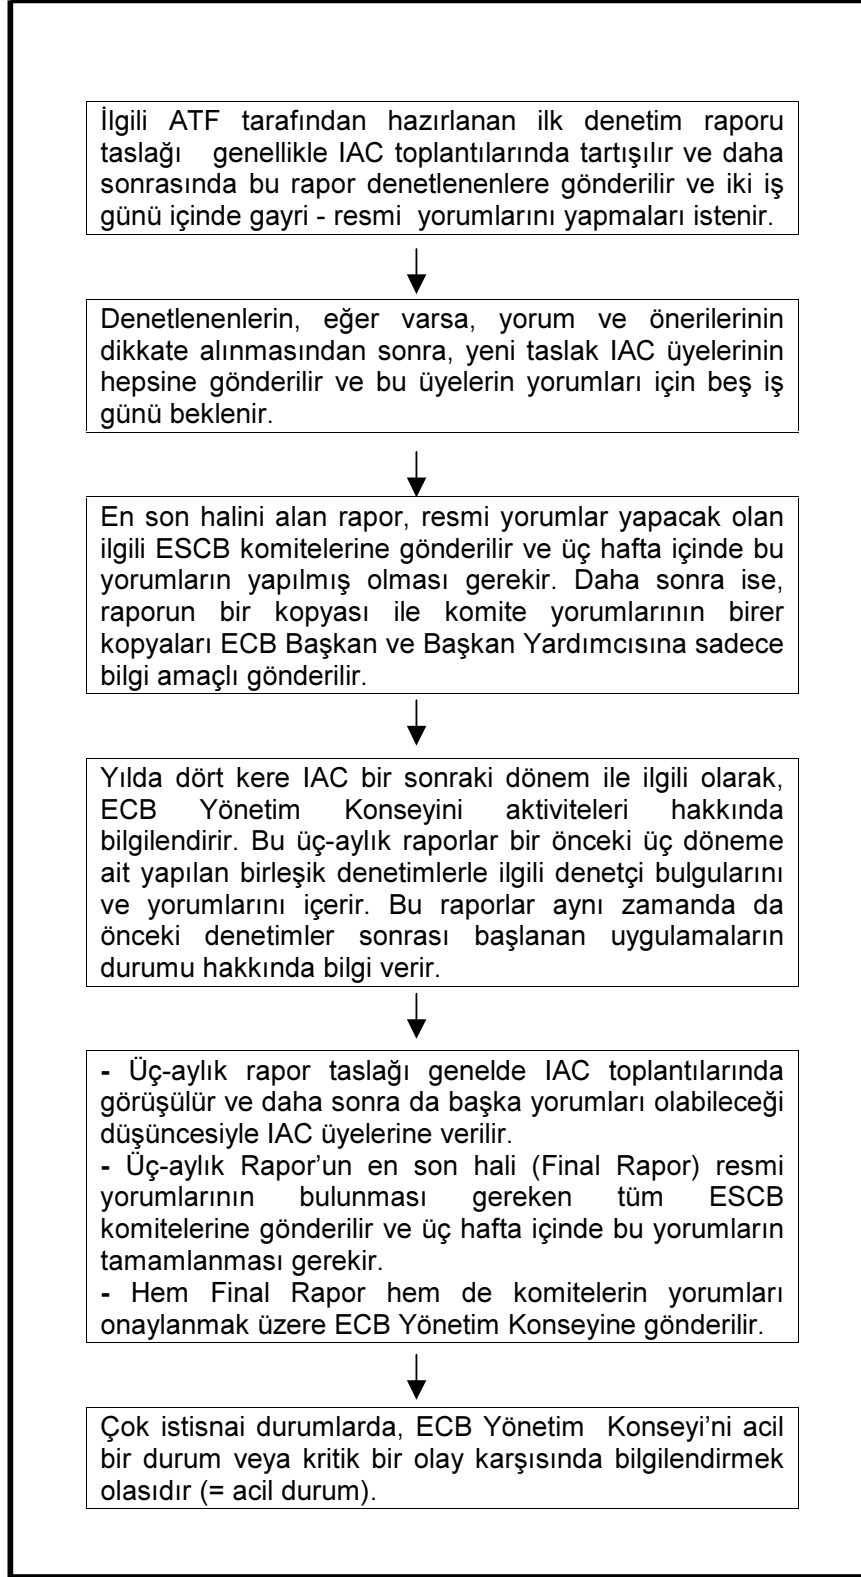 İlgili ATF tarafından hazırlanan ilk denetim raporu
taslağı genellikle IAC toplantılarında tartışılır ve daha
sonrasında bu rapor denetlenenlere gönderilir ve iki iş
günü içinde gayri - resmi yorumlarını yapmaları istenir.
Denetlenenlerin, eğer varsa, yorum ve önerilerinin
dikkate alınmasından sonra, yeni taslak IAC üyelerinin
hepsine gönderilir ve bu üyelerin yorumları için beş iş
günü beklenir.
En son halini alan rapor, resmi yorumlar yapacak olan
ilgili ESCB komitelerine gönderilir ve üç hafta içinde bu
yorumların yapılmış olması gerekir. Daha sonra ise,
raporun bir kopyası ile komite yorumlarının birer
kopyaları ECB Başkan ve Başkan Yardımcısına sadece
bilgi amaçlı gönderilir.
Yılda dört kere IAC bir sonraki dönem ile ilgili olarak,
ECB Yönetim Konseyini aktiviteleri hakkında
bilgilendirir. Bu üç-aylık raporlar bir önceki üç döneme
ait yapılan birleşik denetimlerle ilgili denetçi bulgularını
ve yorumlarını içerir. Bu raporlar aynı zamanda da
önceki denetimler sonrası başlanan uygulamaların
durumu hakkında bilgi verir.
- Üç-aylık rapor taslağı genelde IAC toplantılarında
görüşülür ve daha sonra da başka yorumları olabileceği
düşüncesiyle IAC üyelerine verilir.
- Üç-aylık Rapor’un en son hali (Final Rapor) resmi
yorumlarının bulunması gereken tüm ESCB
komitelerine gönderilir ve üç hafta içinde bu yorumların
tamamlanması gerekir.
- Hem Final Rapor hem de komitelerin yorumları
onaylanmak üzere ECB Yönetim Konseyine gönderilir.
Çok istisnai durumlarda, ECB Yönetim Konseyi’ni acil
bir durum veya kritik bir olay karşısında bilgilendirmek
olasıdır (= acil durum).